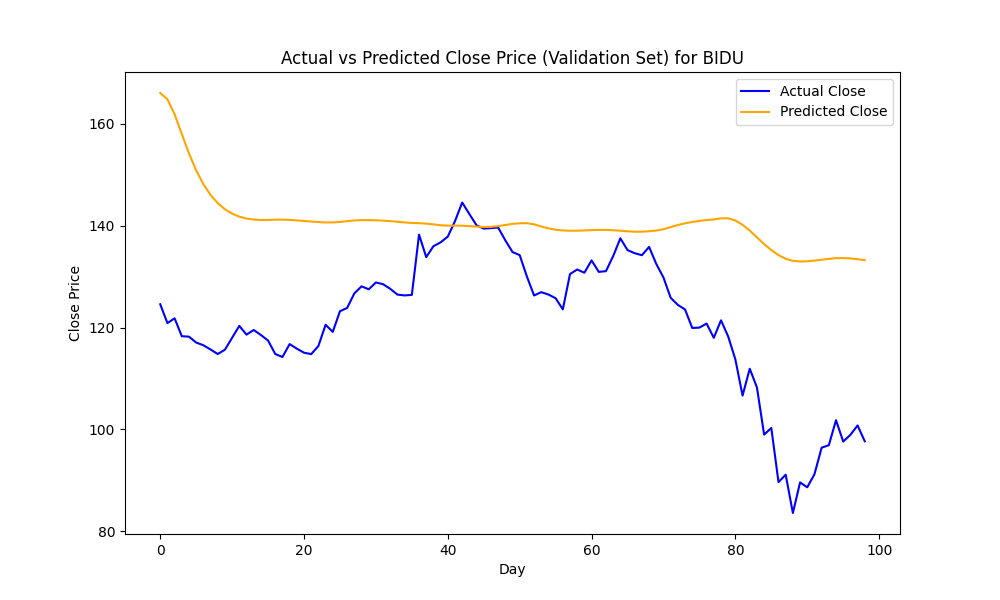 Actual vs Predicted Close Price (Validation Set) for BIDU
Actual Close
Predicted Close
Close Price
160
140
120
100
80
0 20 40 60 80 100
Day